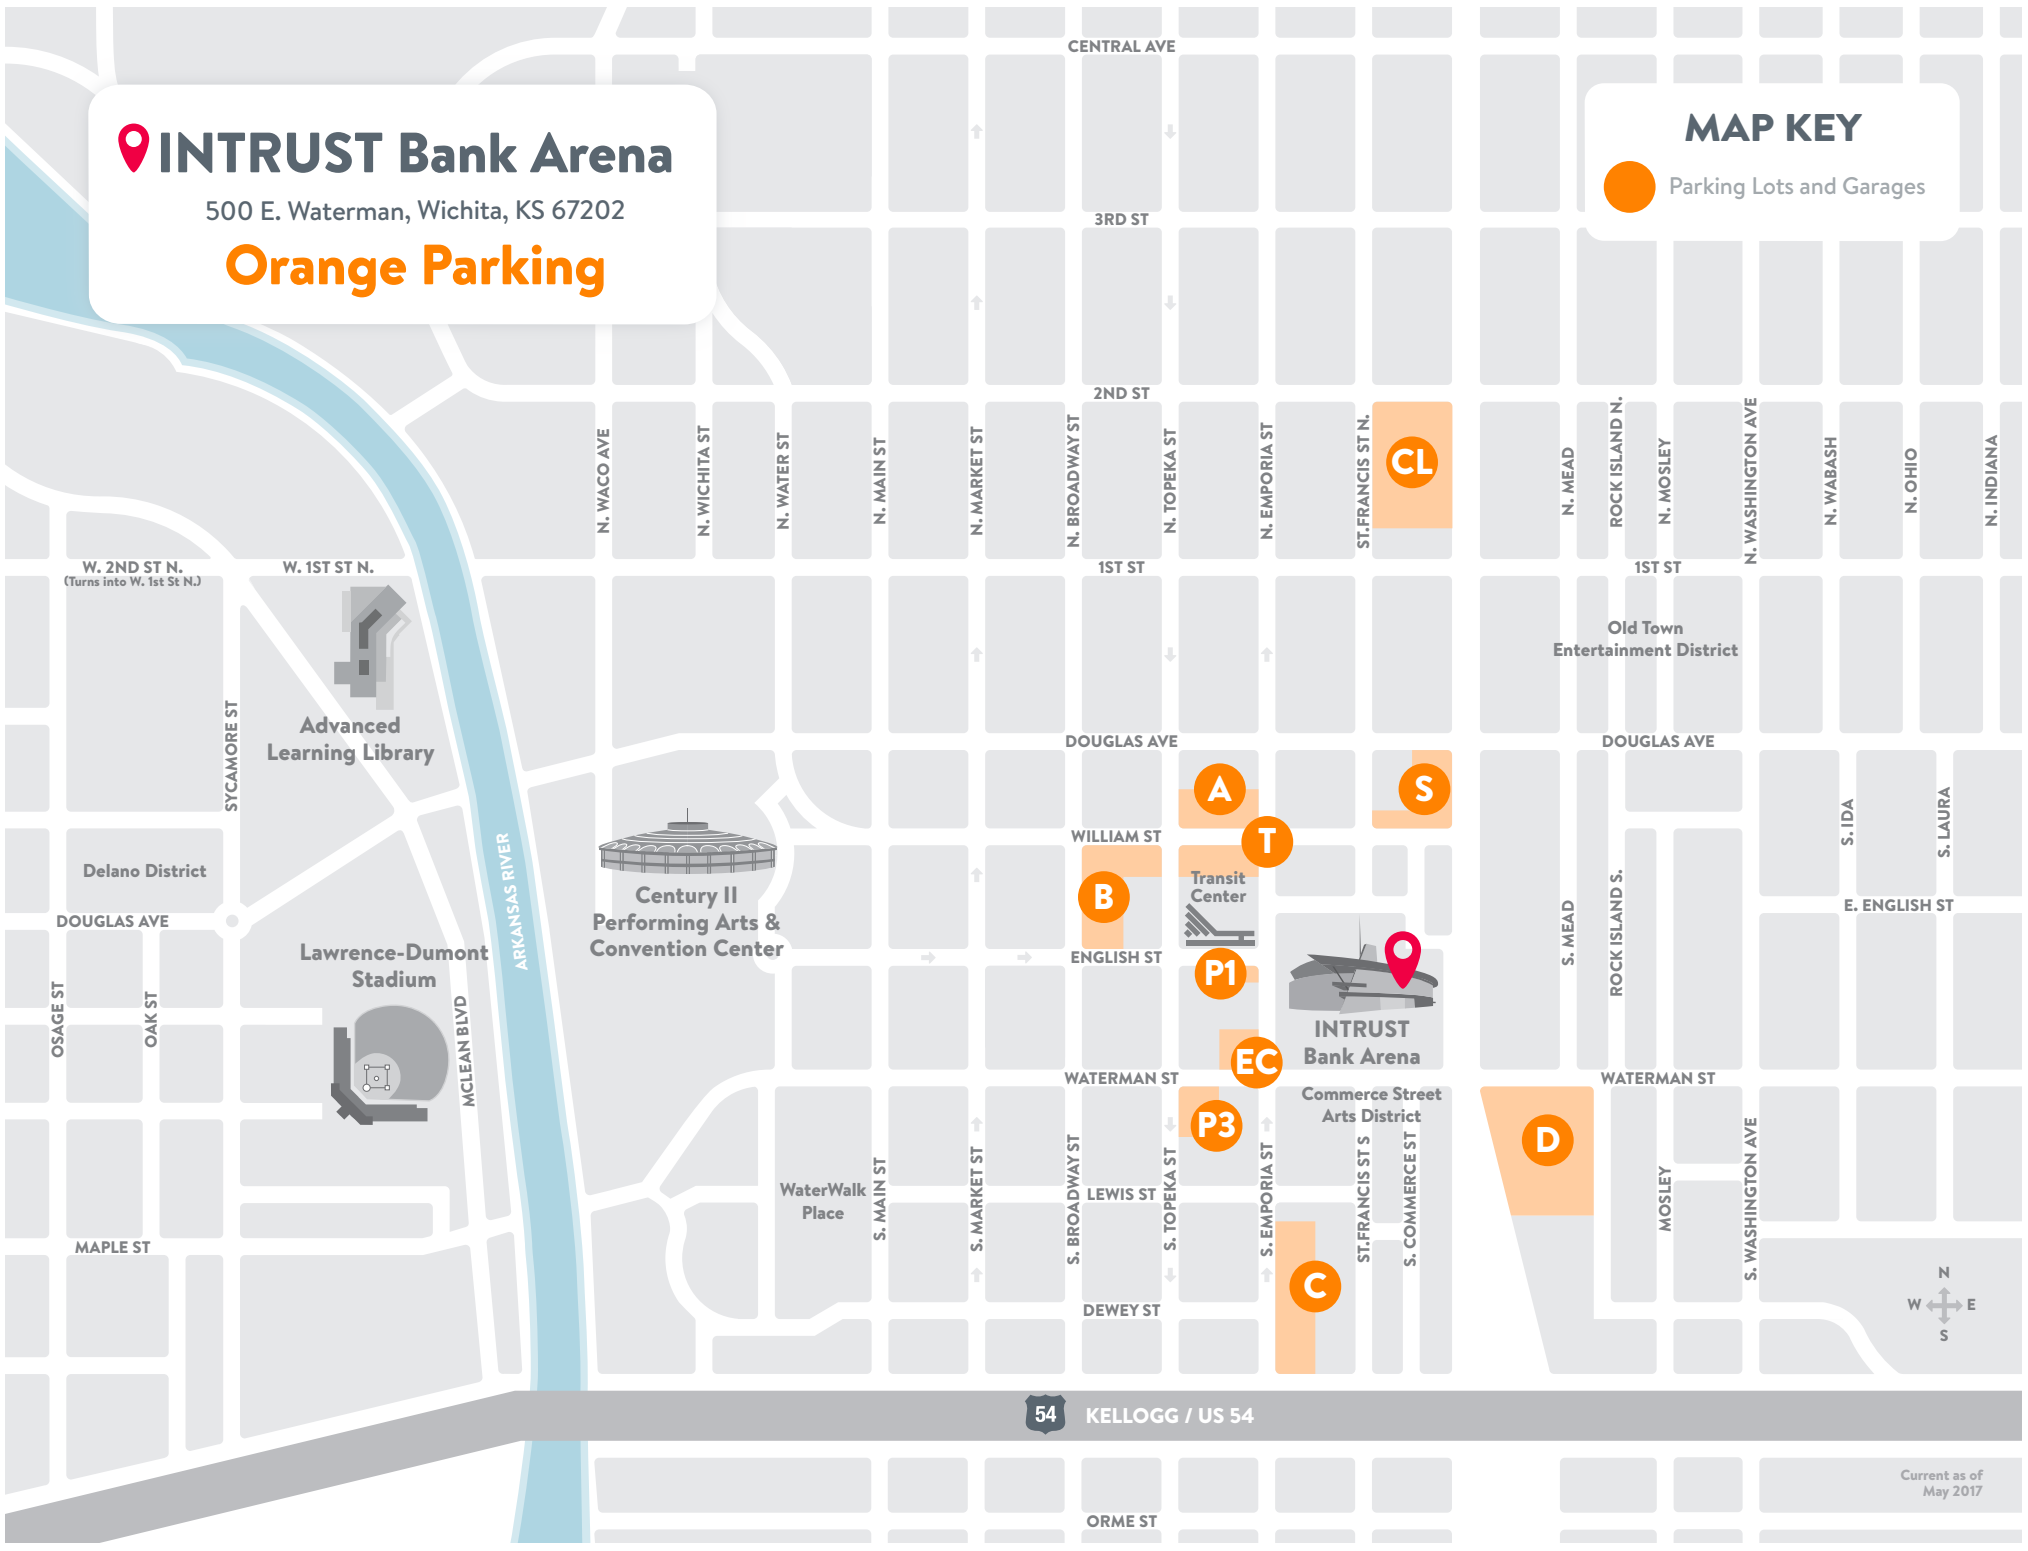 INTRUST Bank Arena
500 E. Waterman, Wichita, KS 67202
Orange Parking
MAP KEY
Parking Lots and Garages
CENTRAL AVE
3RD ST
2ND ST
N. WACO AVE
N. WICHITA ST
N. WATER ST
N. MAIN ST
N. MARKET ST
N. BROADWAY ST
N. TOPEKA ST
N. EMPORIA ST
ST.FRANCIS ST N.
CL
N. MEAD
ROCK ISLAND N.
N. MOSLEY
N. WASHINGTON AVE
N. WABASH
N. OHIO
N. INDIANA
W. 2ND ST N.
(Turns into W. 1st St N.)
W. 1ST ST N.
1ST ST
1ST ST
Old Town
Entertainment District
Advanced
Learning Library
SYCAMORE ST
DOUGLAS AVE
DOUGLAS AVE
A
S
T
WILLIAM ST
B
Transit
Center
S. IDA
S. LAURA
Delano District
ARKANSAS RIVER
Century II
Performing Arts &
Convention Center
DOUGLAS AVE
E. ENGLISH ST
S. MEAD
ROCK ISLAND S.
Lawrence-Dumont
Stadium
ENGLISH ST
P1
OSAGE ST
OAK ST
MCLEAN BLVD
INTRUST
Bank Arena
EC
WATERMAN ST
WATERMAN ST
Commerce Street
Arts District
P3
D
WaterWalk
Place
S. MAIN ST
S. MARKET ST
S. BROADWAY ST
LEWIS ST
S. TOPEKA ST
S. EMPORIA ST
ST.FRANCIS ST S
S. COMMERCE ST
MOSLEY
S. WASHINGTON AVE
MAPLE ST
C
DEWEY ST
N
W
E
S
54
KELLOGG / US 54
Current as of
May 2017
ORME ST